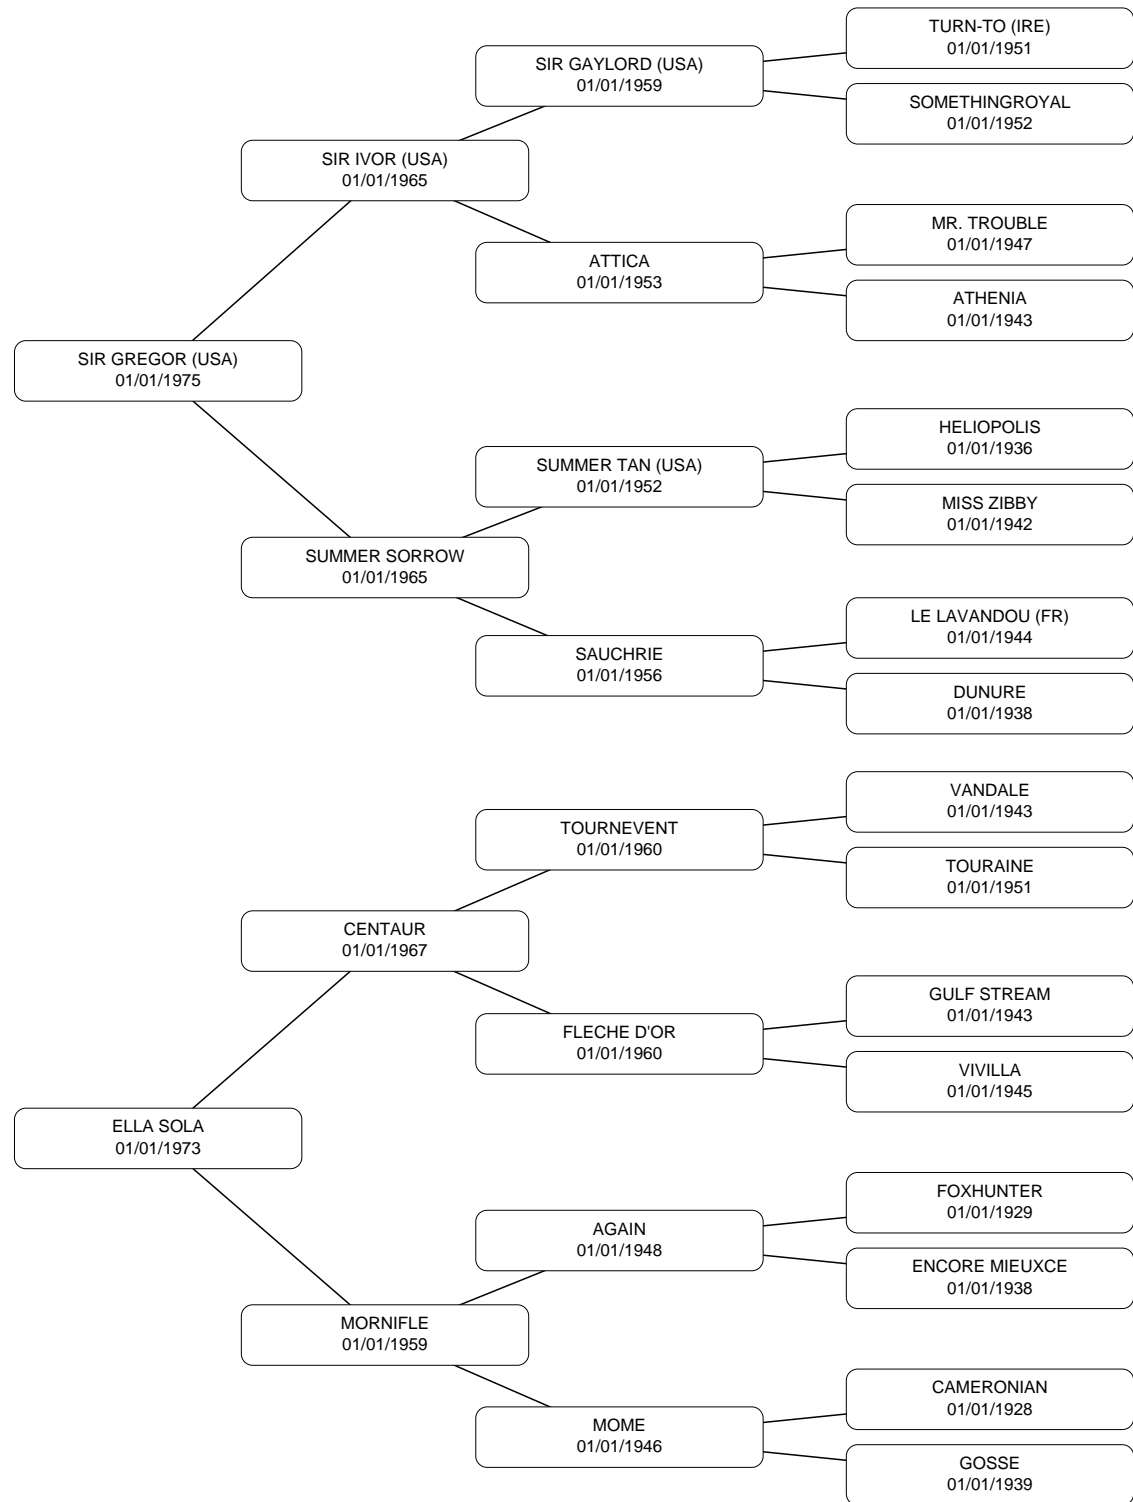 TURN-TO (IRE)
01/01/1951
SIR GAYLORD (USA)
01/01/1959
SOMETHINGROYAL
01/01/1952
SIR IVOR (USA)
01/01/1965
MR. TROUBLE
01/01/1947
ATTICA
01/01/1953
ATHENIA
01/01/1943
SIR GREGOR (USA)
01/01/1975
HELIOPOLIS
01/01/1936
SUMMER TAN (USA)
01/01/1952
MISS ZIBBY
01/01/1942
SUMMER SORROW
01/01/1965
LE LAVANDOU (FR)
01/01/1944
SAUCHRIE
01/01/1956
DUNURE
01/01/1938
VANDALE
01/01/1943
TOURNEVENT
01/01/1960
TOURAINE
01/01/1951
CENTAUR
01/01/1967
GULF STREAM
01/01/1943
FLECHE D'OR
01/01/1960
VIVILLA
01/01/1945
ELLA SOLA
01/01/1973
FOXHUNTER
01/01/1929
AGAIN
01/01/1948
ENCORE MIEUXCE
01/01/1938
MORNIFLE
01/01/1959
CAMERONIAN
01/01/1928
MOME
01/01/1946
GOSSE
01/01/1939